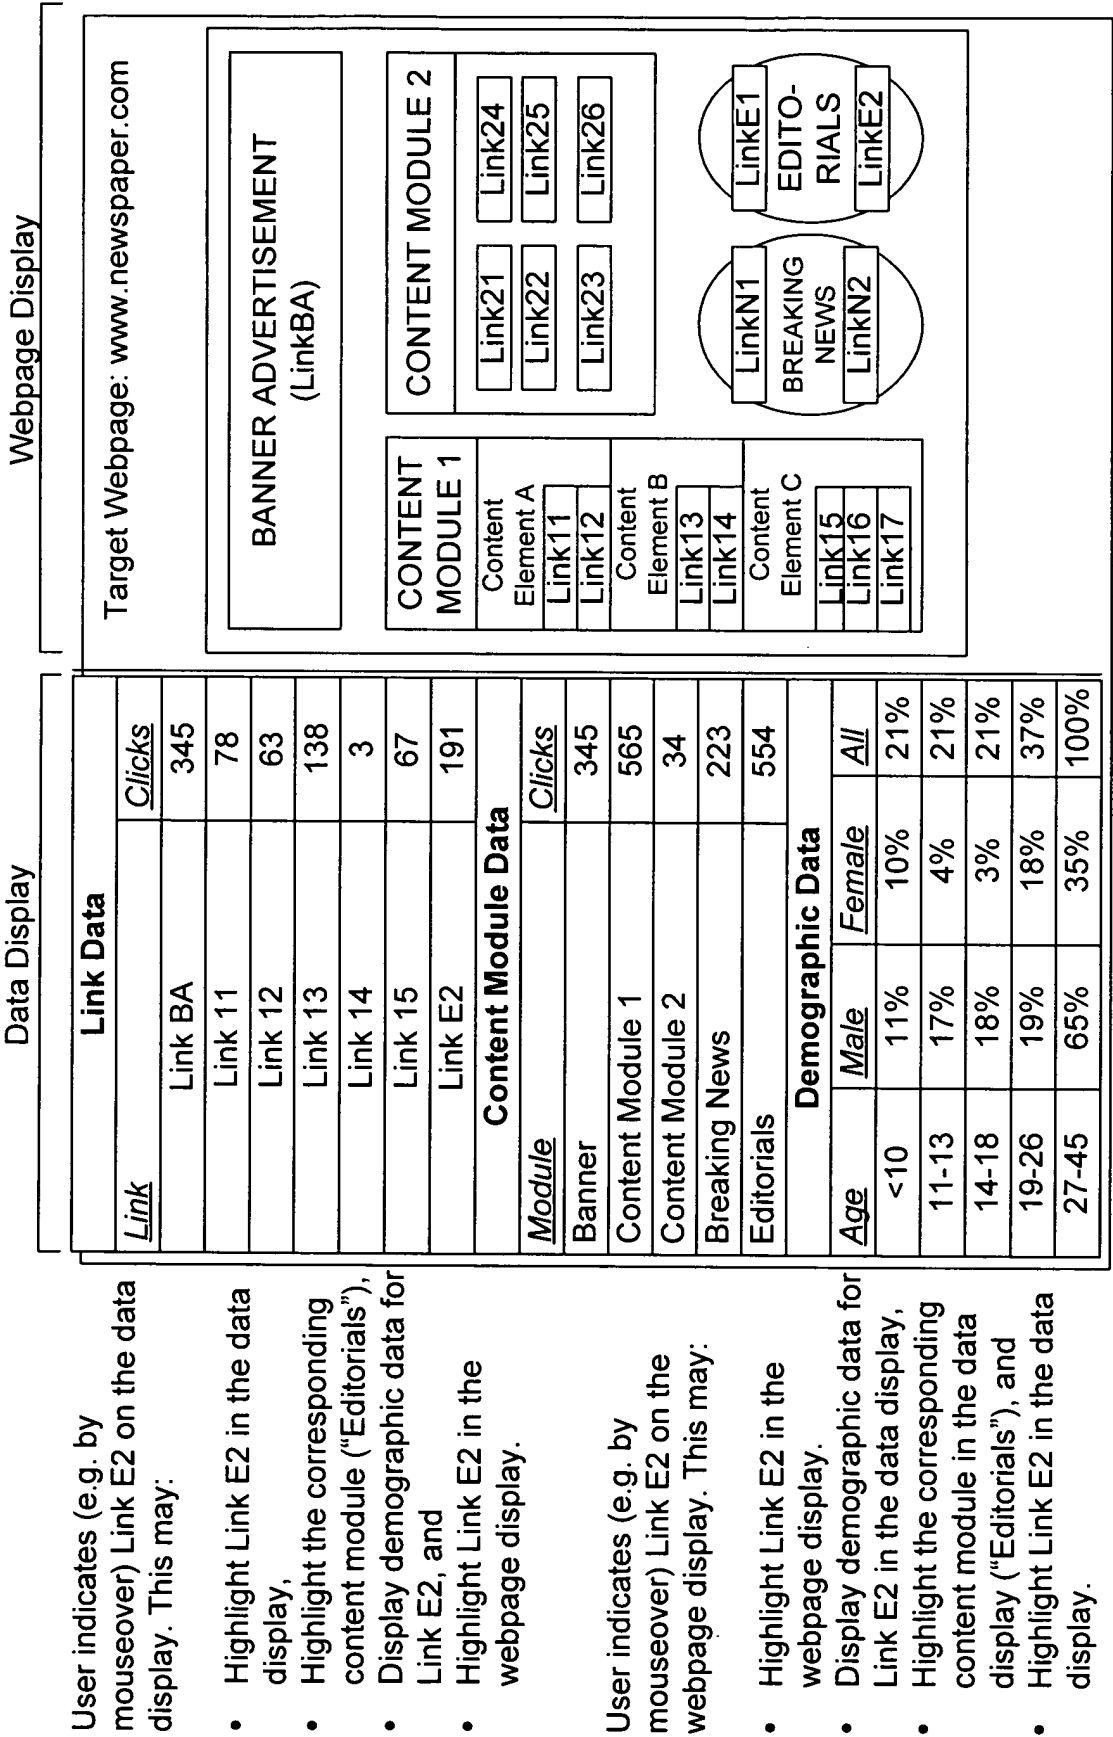 Data Display
Webpage Display
User indicates (e.g. by
mouseover) Link E2 on the data
display. This may:
• Highlight Link E2 in the data
display,
• Highlight the corresponding
content module (“Editorials”),
• Display demographic data for
Link E2, and
• Highlight Link E2 in the
webpage display.
User indicates (e.g. by
mouseover) Link E2 on the
webpage display. This may:
• Highlight Link E2 in the
webpage display.
• Display demographic data for
Link E2 in the data display,
• Highlight the corresponding
content module in the data
display (“Editorials”), and
• Highlight Link E2 in the data
display.
Link Data
Link Clicks
Link BA 345
Link 11 78
Link 12 63
Link 13 138
Link 14 3
Link 15 67
Link E2 191
Content Module Data
Module Clicks
Banner 345
Content Module 1 565
Content Module 2 34
Breaking News 223
Editorials 554
Demographic Data
Age Male Female All
<10 11% 10% 21%
11-13 17% 4% 21%
14-18 18% 3% 21%
19-26 19% 18% 37%
27-45 65% 35% 100%
Target Webpage: www.newspaper.com
BANNER ADVERTISEMENT
(LinkBA)
CONTENT
MODULE 1
Content
Element A
Link11
Link12
Content
Element B
Link13
Link14
Content
Element C
Link15
Link16
Link17
CONTENT MODULE 2
Link21 Link24
Link22 Link25
Link23 Link26
LinkN1
BREAKING
NEWS
LinkN2
LinkE1
EDITO-
RIALS
LinkE2